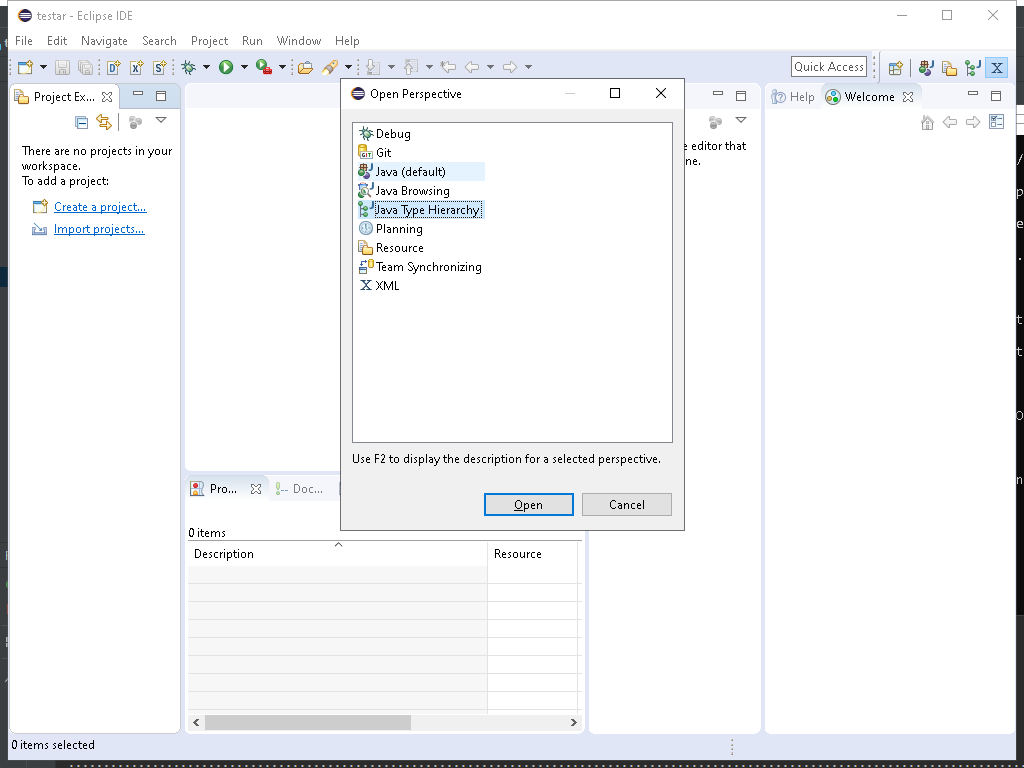 testar - Eclipse IDE
File Edit Navigate Search Project Run Window Help
Quick Access
Project Ex...
There are no projects in your
workspace.
To add a project:
Create a project...
Import projects...
Open Perspective
Debug
Git
Java (default)
Java Browsing
Java Type Hierarchy
Planning
Resource
Team Synchronizing
XML
Use F2 to display the description for a selected perspective.
Open Cancel
editor that
ne.
Help Welcome
Pro... Doc...
0 items
Description Resource
0 items selected